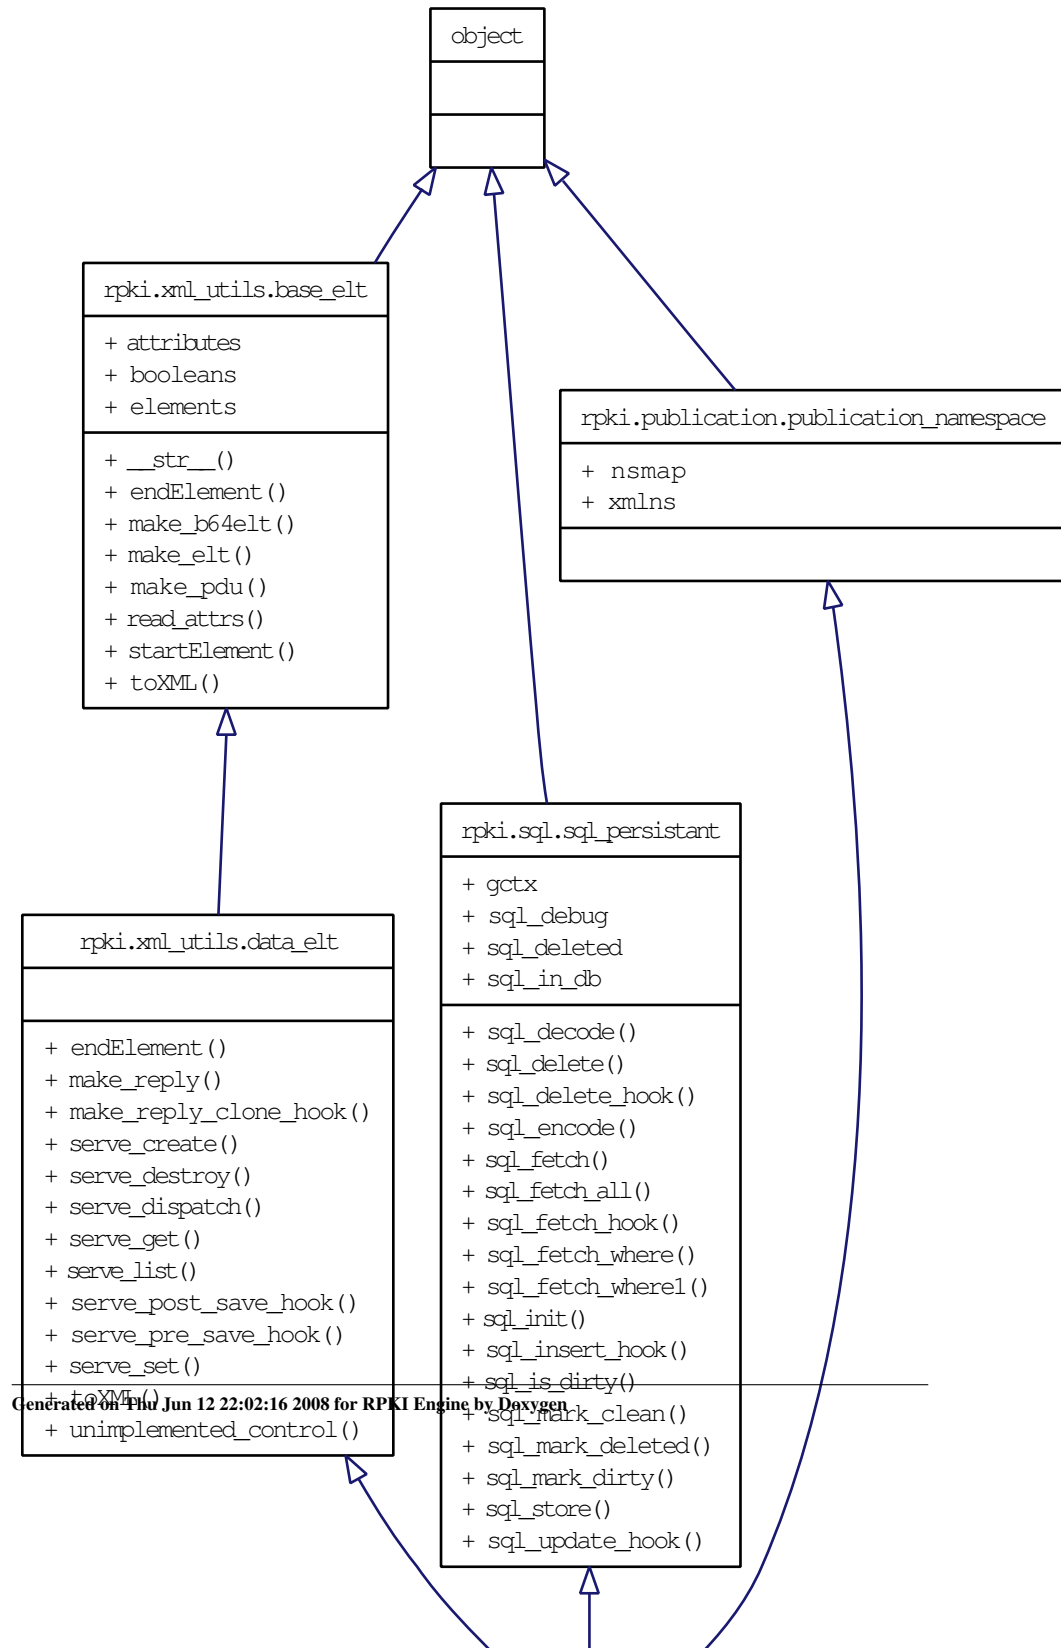 object
rpki.xml_utils.base_elt
+ attributes
+ booleans
+ elements
+ __str__()
+ endElement()
+ make_b64elt()
+ make_elt()
+ make_pdu()
+ read_attrs()
+ startElement()
+ toXML()
rpki.publication.publication_namespace
+ nsmap
+ xmlns
rpki.sql.sql_persistant
+ gctx
+ sql_debug
+ sql_deleted
+ sql_in_db
+ sql_decode()
+ sql_delete()
+ sql_delete_hook()
+ sql_encode()
+ sql_fetch()
+ sql_fetch_all()
+ sql_fetch_hook()
+ sql_fetch_where()
+ sql_fetch_where1()
+ sql_init()
+ sql_insert_hook()
+ sql_is_dirty()
+ sql_mark_clean()
+ sql_mark_deleted()
+ sql_mark_dirty()
+ sql_store()
+ sql_update_hook()
rpki.xml_utils.data_elt
+ endElement()
+ make_reply()
+ make_reply_clone_hook()
+ serve_create()
+ serve_destroy()
+ serve_dispatch()
+ serve_get()
+ serve_list()
+ serve_post_save_hook()
+ serve_pre_save_hook()
+ serve_set()
+ toXML()
+ unimplemented_control()
Generated on Thu Jun 12 22:02:16 2008 for RPKI Engine by Doxygen